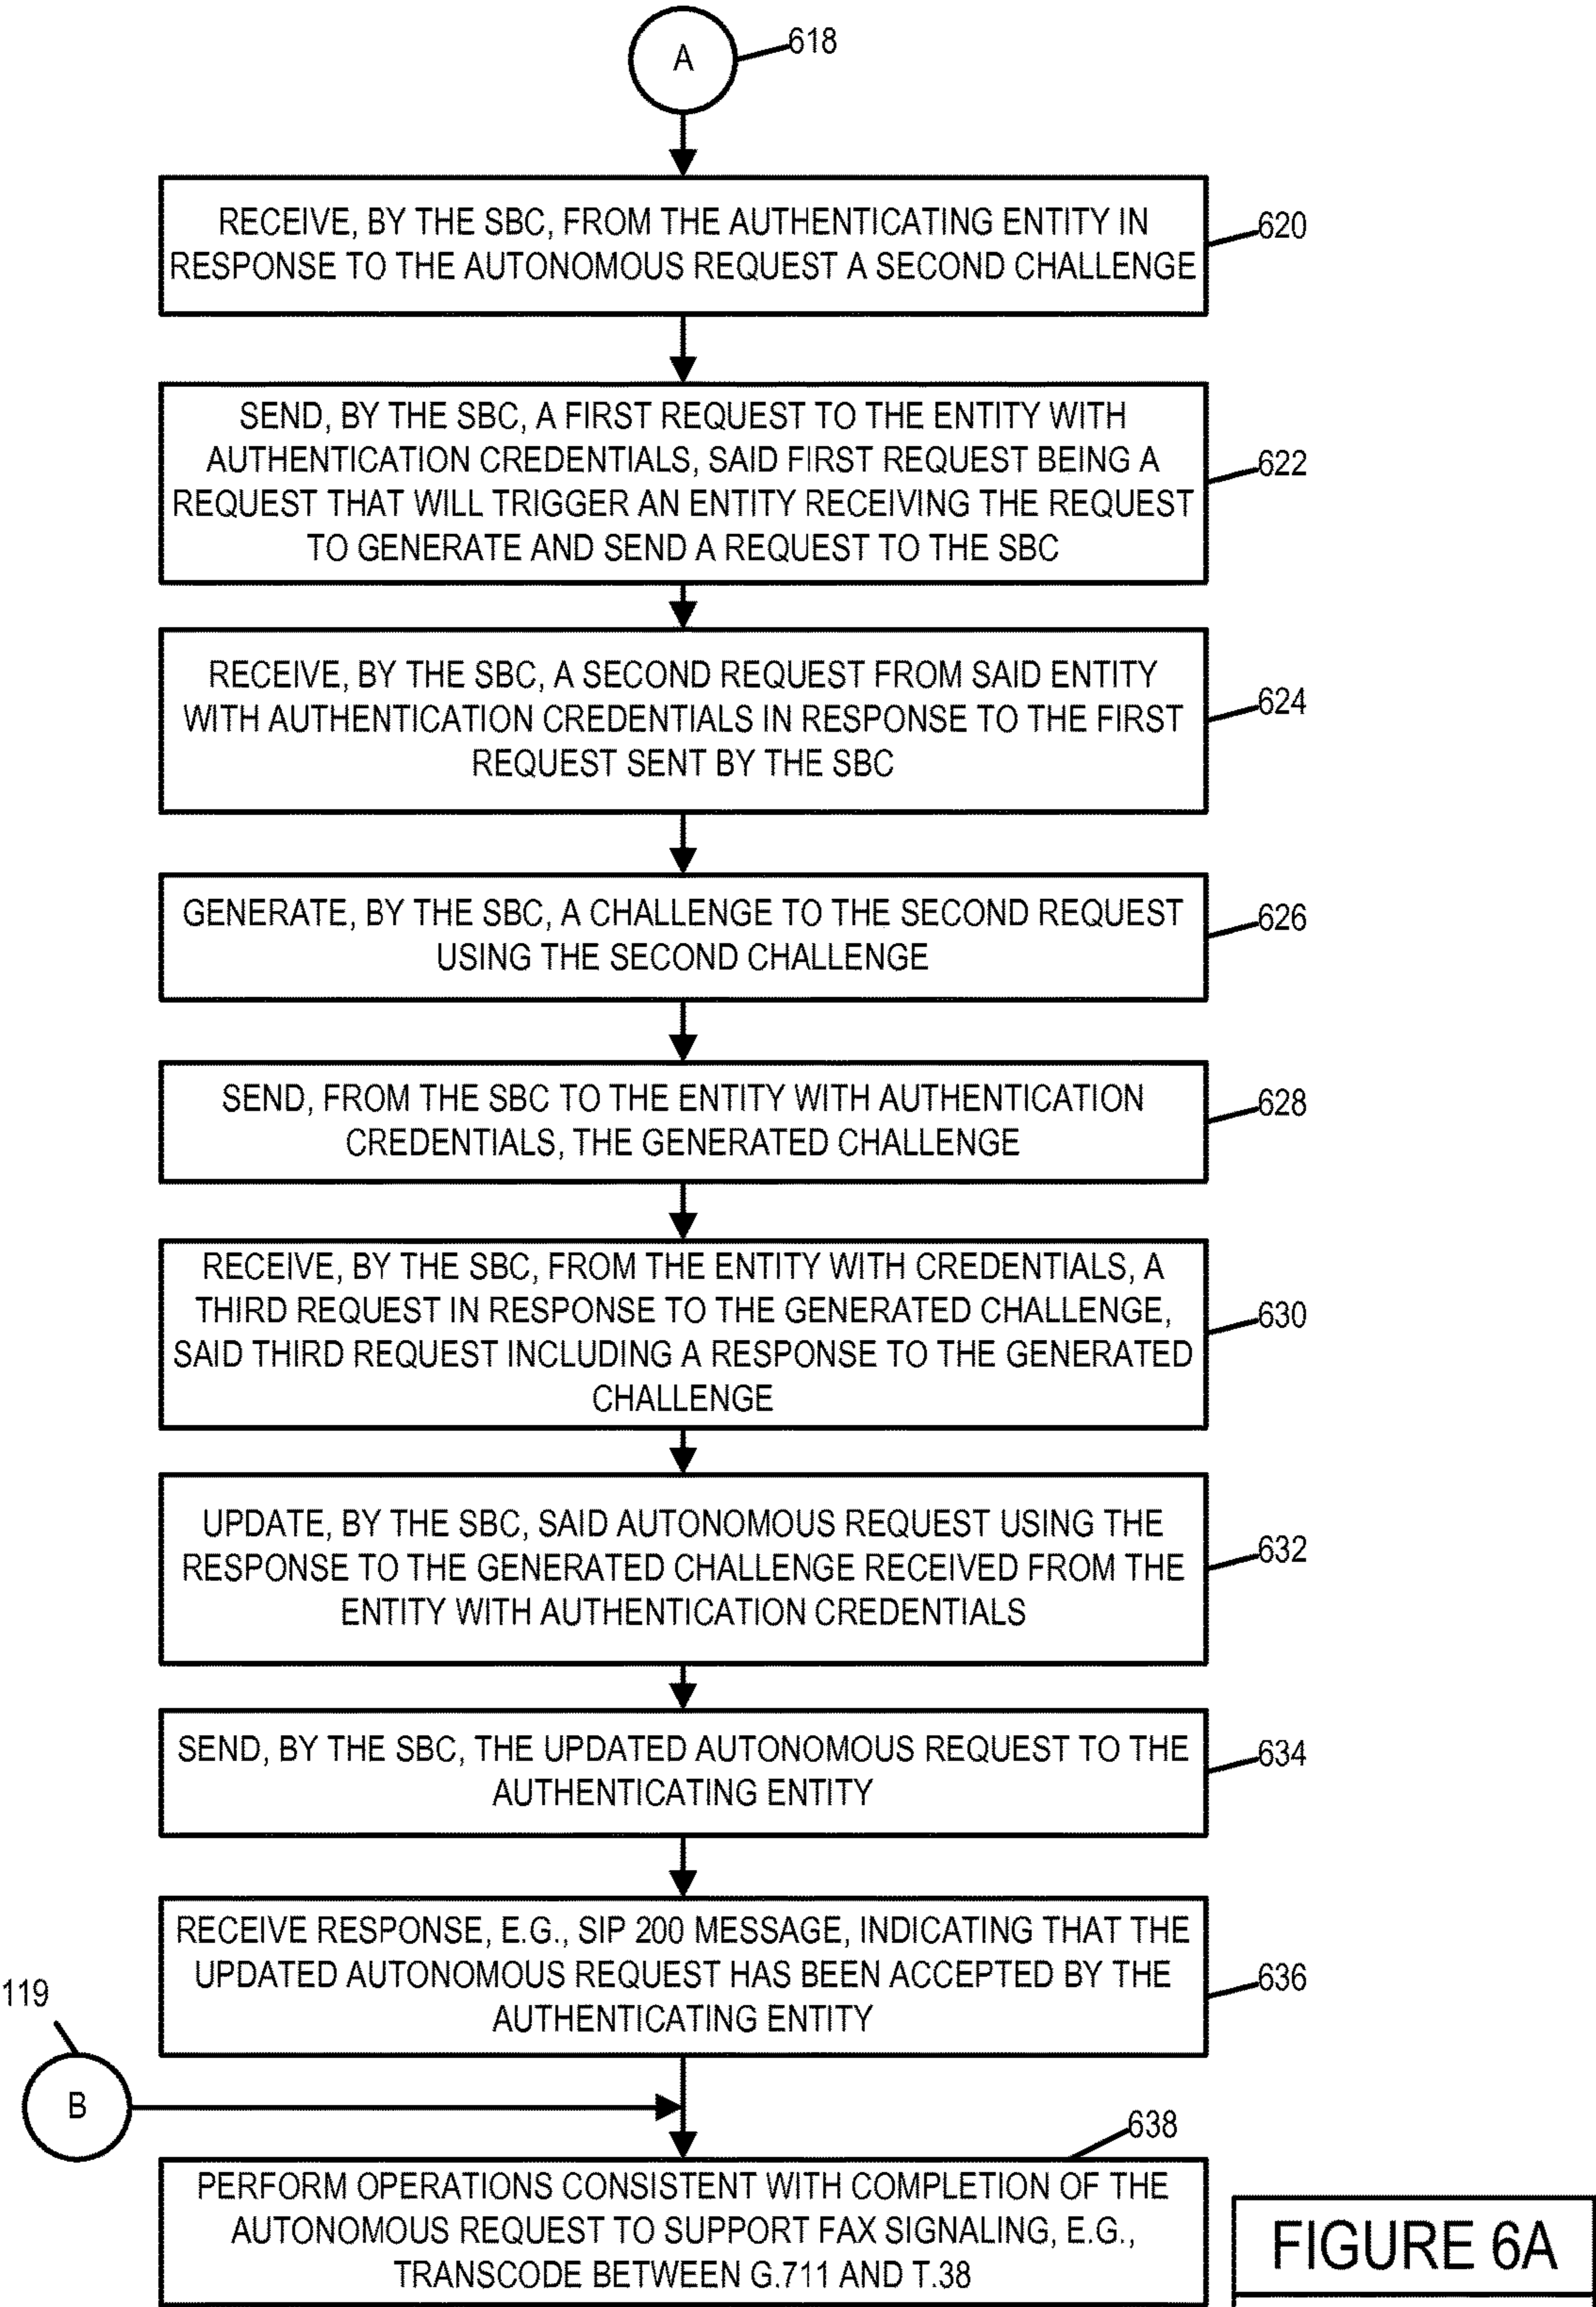 A
618
RECEIVE, BY THE SBC, FROM THE AUTHENTICATING ENTITY IN
RESPONSE TO THE AUTONOMOUS REQUEST A SECOND CHALLENGE
620
SEND, BY THE SBC, A FIRST REQUEST TO THE ENTITY WITH
AUTHENTICATION CREDENTIALS, SAID FIRST REQUEST BEING A
REQUEST THAT WILL TRIGGER AN ENTITY RECEIVING THE REQUEST
TO GENERATE AND SEND A REQUEST TO THE SBC
622
RECEIVE, BY THE SBC, A SECOND REQUEST FROM SAID ENTITY
WITH AUTHENTICATION CREDENTIALS IN RESPONSE TO THE FIRST
REQUEST SENT BY THE SBC
624
GENERATE, BY THE SBC, A CHALLENGE TO THE SECOND REQUEST
USING THE SECOND CHALLENGE
626
SEND, FROM THE SBC TO THE ENTITY WITH AUTHENTICATION
CREDENTIALS, THE GENERATED CHALLENGE
628
RECEIVE, BY THE SBC, FROM THE ENTITY WITH CREDENTIALS, A
THIRD REQUEST IN RESPONSE TO THE GENERATED CHALLENGE,
SAID THIRD REQUEST INCLUDING A RESPONSE TO THE GENERATED
CHALLENGE
630
UPDATE, BY THE SBC, SAID AUTONOMOUS REQUEST USING THE
RESPONSE TO THE GENERATED CHALLENGE RECEIVED FROM THE
ENTITY WITH AUTHENTICATION CREDENTIALS
632
SEND, BY THE SBC, THE UPDATED AUTONOMOUS REQUEST TO THE
AUTHENTICATING ENTITY
634
RECEIVE RESPONSE, E.G., SIP 200 MESSAGE, INDICATING THAT THE
UPDATED AUTONOMOUS REQUEST HAS BEEN ACCEPTED BY THE
AUTHENTICATING ENTITY
636
119
B
638
PERFORM OPERATIONS CONSISTENT WITH COMPLETION OF THE
AUTONOMOUS REQUEST TO SUPPORT FAX SIGNALING, E.G.,
TRANSCODE BETWEEN G.711 AND T.38
FIGURE 6A